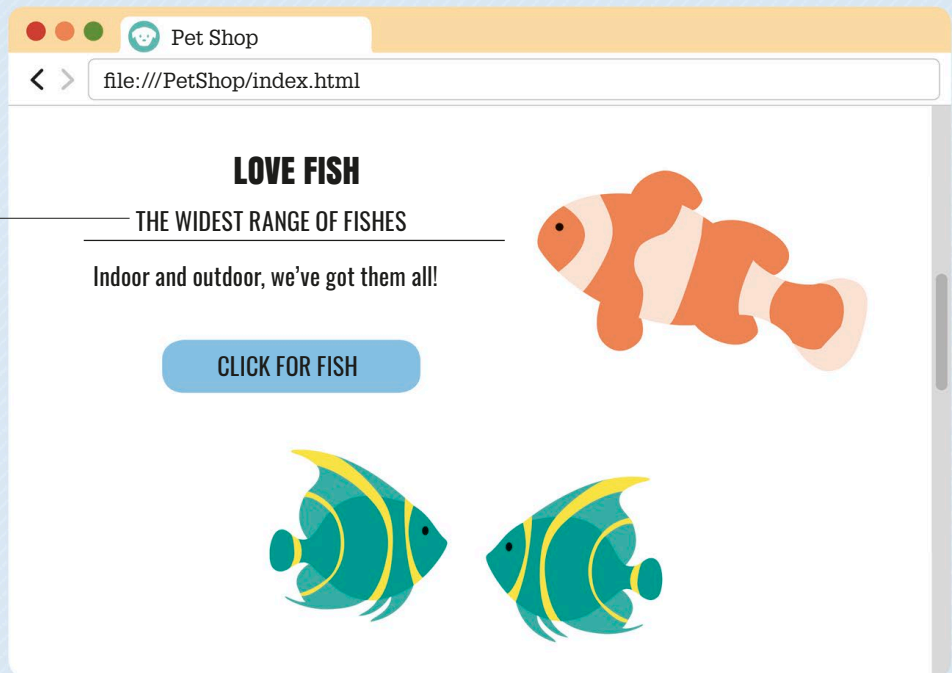 Pet Shop
file:///PetShop/index.html
LOVE FISH
THE WIDEST RANGE OF FISHES
Indoor and outdoor, we’ve got them all!
CLICK FOR FISH